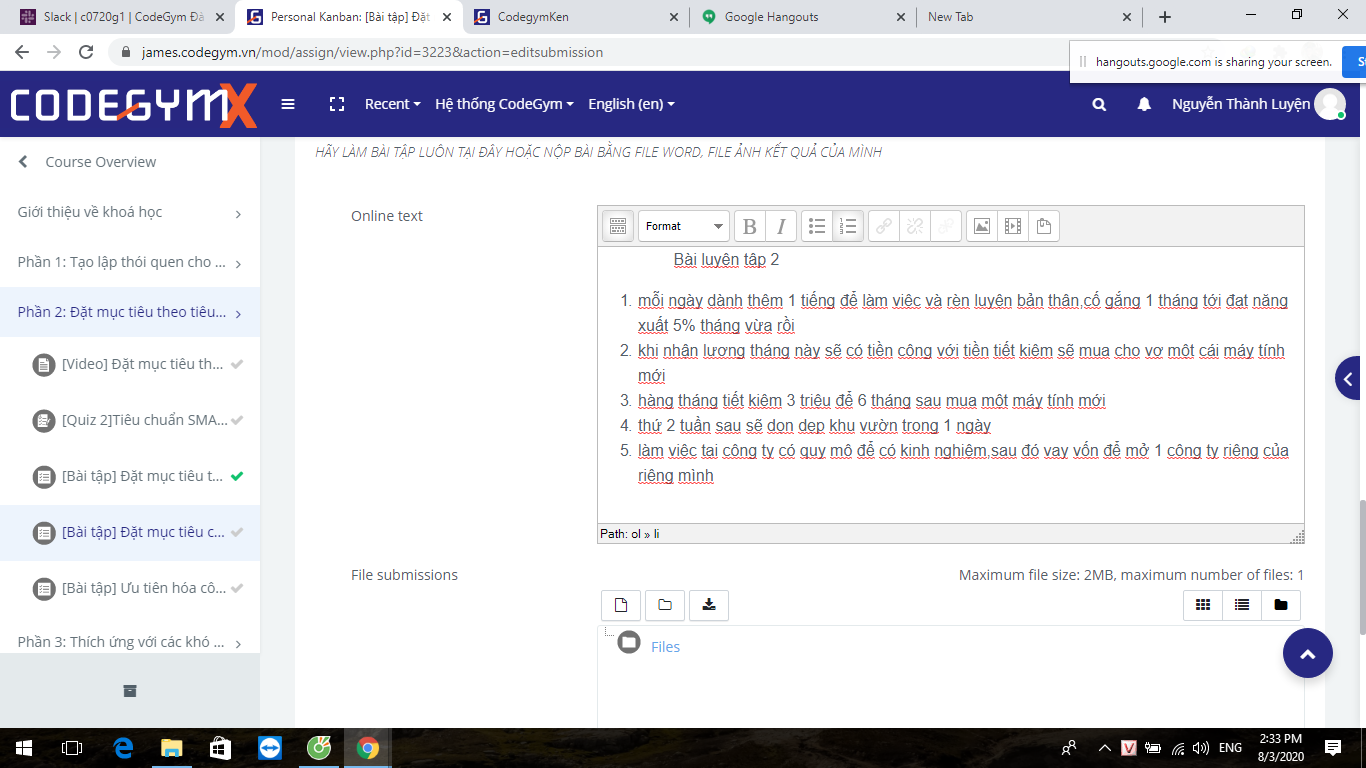 Slack | c0720g1 | CodeGym Đà
Personal Kanban: [Bài tập] Đặt
CodegymKen
Google Hangouts
New Tab
james.codegym.vn/mod/assign/view.php?id=3223&action=editsubmission
hangouts.google.com is sharing your screen.
CODEGYMX
Recent
Hệ thống CodeGym
English (en)
Nguyễn Thành Luyện
Course Overview
Giới thiệu về khoá học
Phần 1: Tạo lập thói quen cho ...
Phần 2: Đặt mục tiêu theo tiêu...
[Video] Đặt mục tiêu th...
[Quiz 2]Tiêu chuẩn SMA...
[Bài tập] Đặt mục tiêu t...
[Bài tập] Đặt mục tiêu c...
[Bài tập] Ưu tiên hóa cô...
Phần 3: Thích ứng với các khó ...
HÃY LÀM BÀI TẬP LUÔN TẠI ĐÂY HOẶC NỘP BÀI BẰNG FILE WORD, FILE ẢNH KẾT QUẢ CỦA MÌNH
Online text
Format
B I
Bài luyện tập 2
1. mỗi ngày dành thêm 1 tiếng để làm việc và rèn luyện bản thân,cố gắng 1 tháng tới đạt năng
xuất 5% tháng vừa rồi
2. khi nhận lương tháng này sẽ có tiền cộng với tiền tiết kiệm sẽ mua cho vợ một cái máy tính
mới
3. hàng tháng tiết kiệm 3 triệu để 6 tháng sau mua một máy tính mới
4. thứ 2 tuần sau sẽ dọn dẹp khu vườn trong 1 ngày
5. làm việc tại công ty có quy mô để có kinh nghiệm,sau đó vay vốn để mở 1 công ty riêng của
riêng mình
Path: ol » li
File submissions
Maximum file size: 2MB, maximum number of files: 1
Files
ENG
2:33 PM
8/3/2020